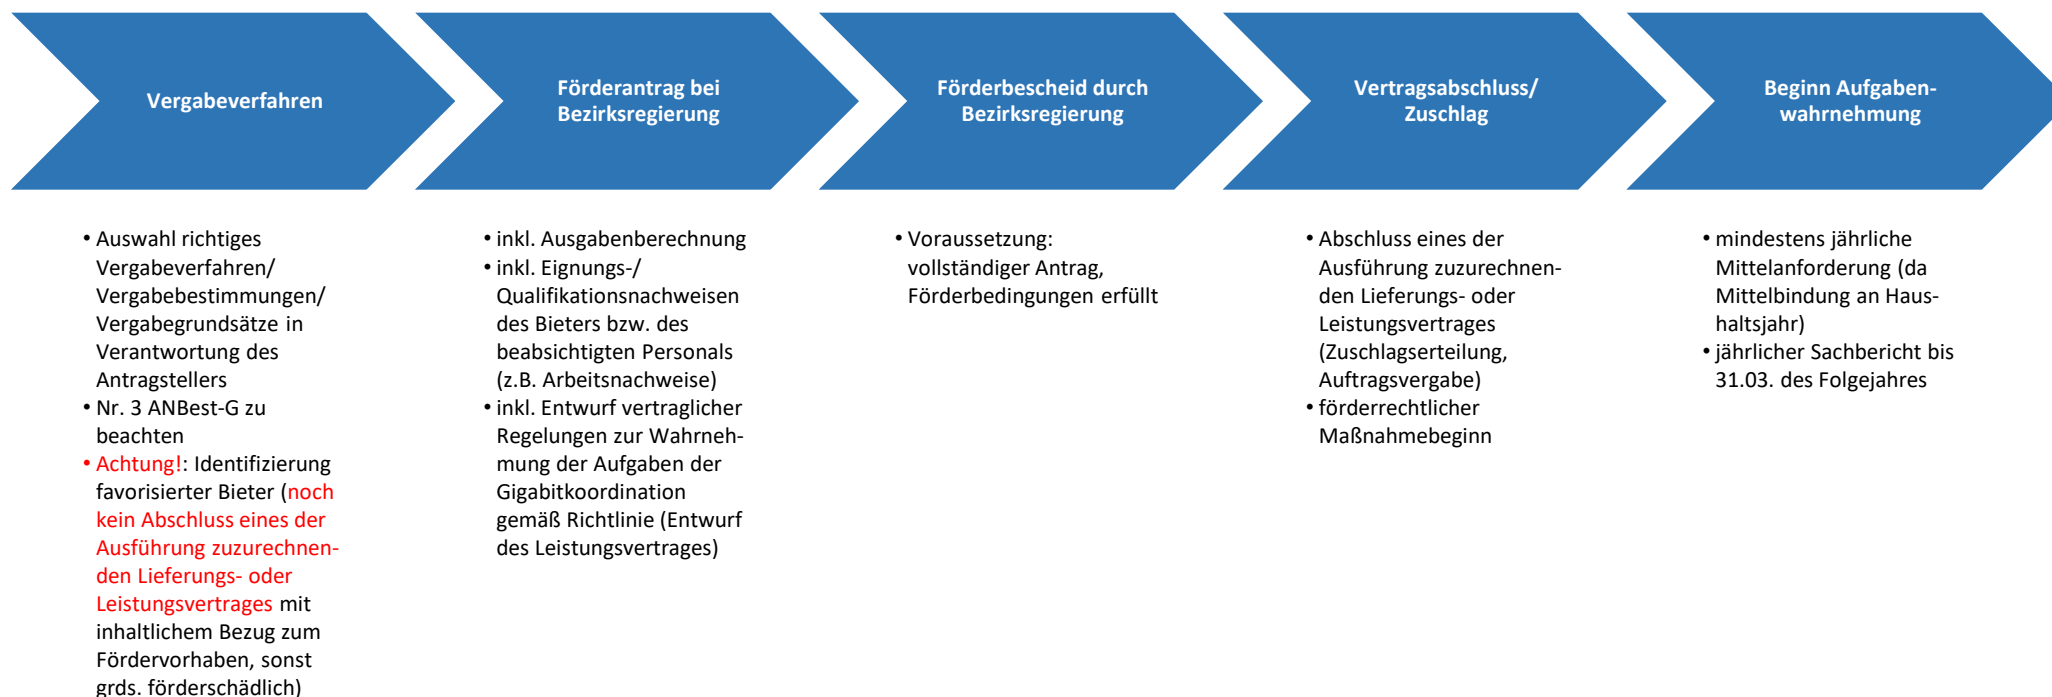 Vergabeverfahren
Förderantrag bei
Bezirksregierung
Förderbescheid durch
Bezirksregierung
Vertragsabschluss/
Zuschlag
Beginn Aufgaben-
wahrnehmung
• Auswahl richtiges
Vergabeverfahren/
Vergabebestimmungen/
Vergabegrundsätze in
Verantwortung des
Antragstellers
• Nr. 3 ANBest-G zu
beachten
• Achtung!: Identifizierung
favorisierter Bieter (noch
kein Abschluss eines der
Ausführung zuzurechnen-
den Lieferungs- oder
Leistungsvertrages mit
inhaltlichem Bezug zum
Fördervorhaben, sonst
grds. förderschädlich)
• inkl. Ausgabenberechnung
• inkl. Eignungs-/
Qualifikationsnachweisen
des Bieters bzw. des
beabsichtigten Personals
(z.B. Arbeitsnachweise)
• inkl. Entwurf vertraglicher
Regelungen zur Wahrneh-
mung der Aufgaben der
Gigabitkoordination
gemäß Richtlinie (Entwurf
des Leistungsvertrages)
• Voraussetzung:
vollständiger Antrag,
Förderbedingungen erfüllt
• Abschluss eines der
Ausführung zuzurechnen-
den Lieferungs- oder
Leistungsvertrages
(Zuschlagserteilung,
Auftragsvergabe)
• förderrechtlicher
Maßnahmebeginn
• mindestens jährliche
Mittelanforderung (da
Mittelbindung an Haus-
haltsjahr)
• jährlicher Sachbericht bis
31.03. des Folgejahres